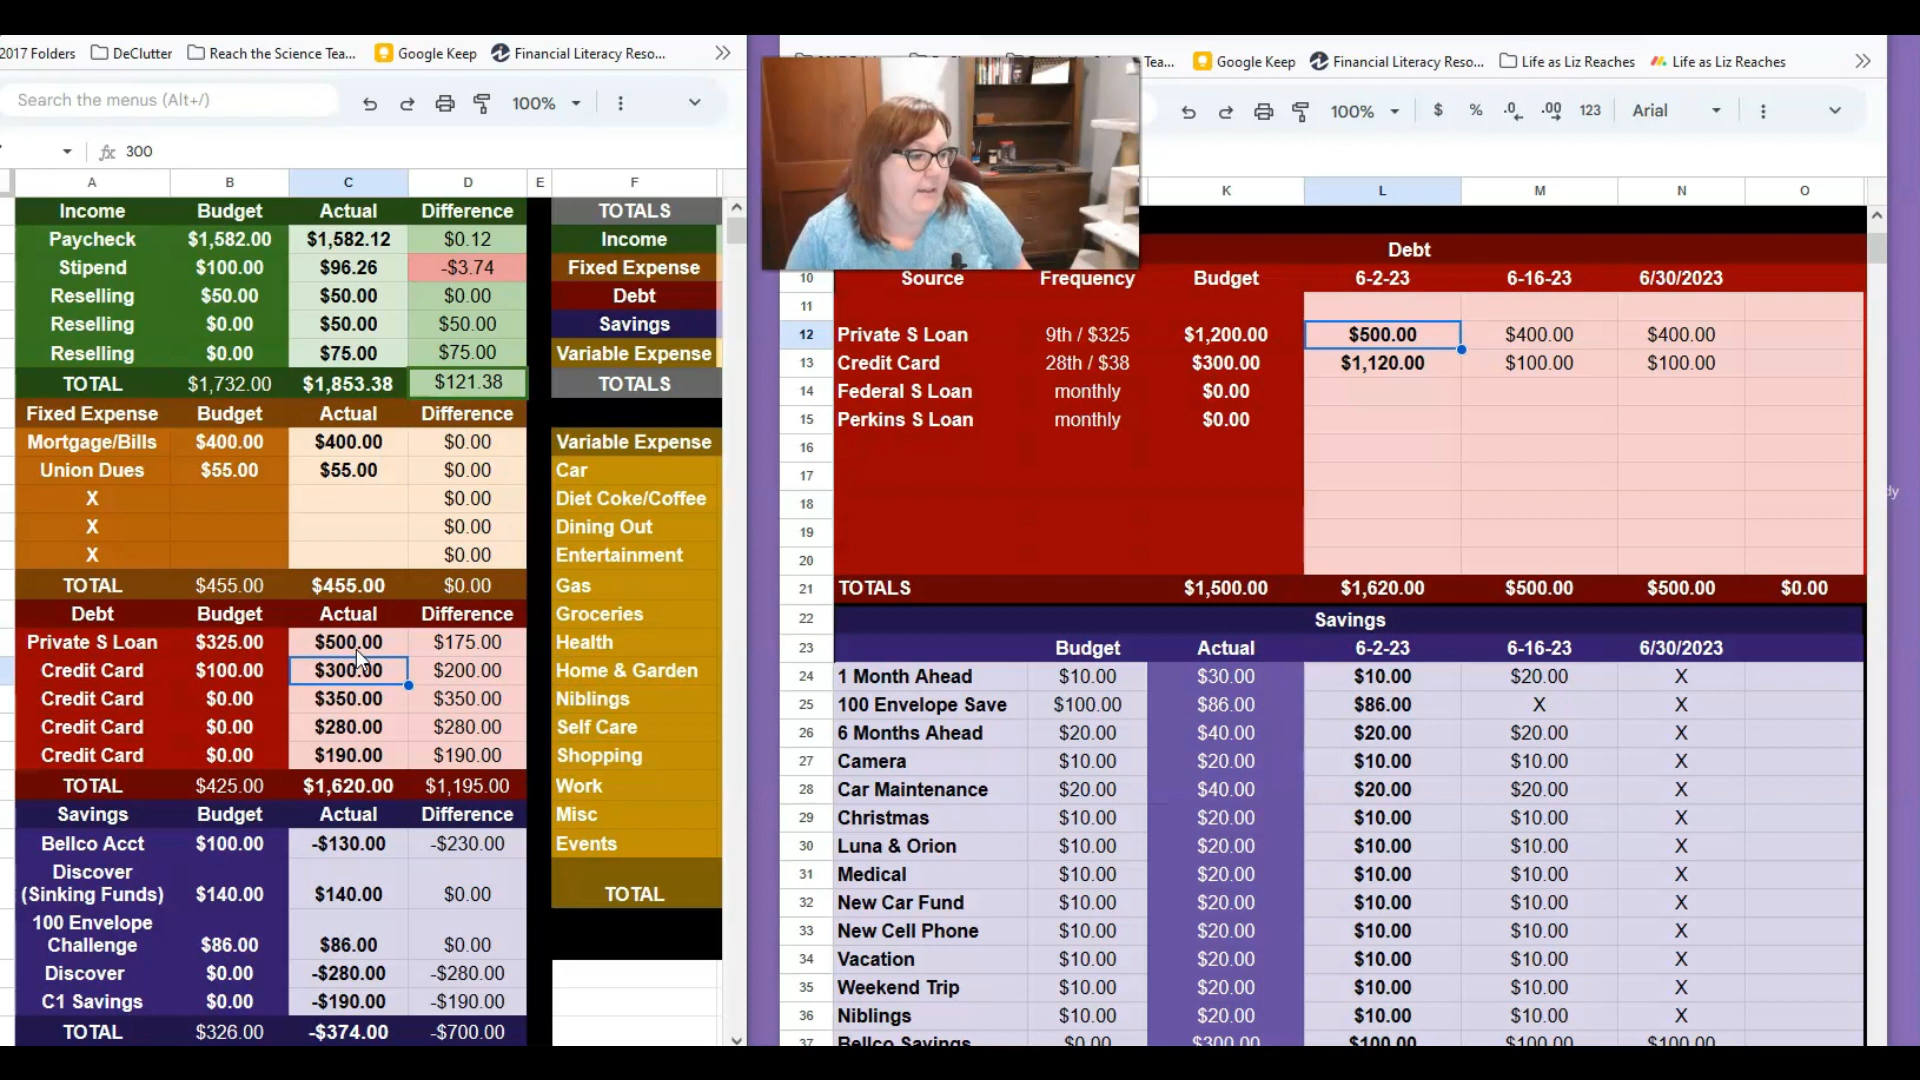 2017 Folders DeClutter Reach the Science Tea... Google Keep Financial Literacy Reso...
Search the menus (Alt+/) 100%
fx 300
A B C D E F
Income Budget Actual Difference TOTALS
Paycheck $1,582.00 $1,582.12 $0.12 Income
Stipend $100.00 $96.26 -$3.74 Fixed Expense
Reselling $50.00 $50.00 $0.00 Debt
Reselling $0.00 $50.00 $50.00 Savings
Reselling $0.00 $75.00 $75.00 Variable Expense
TOTAL $1,732.00 $1,853.38 $121.38 TOTALS
Fixed Expense Budget Actual Difference
Mortgage/Bills $400.00 $400.00 $0.00 Variable Expense
Union Dues $55.00 $55.00 $0.00 Car
X $0.00 Diet Coke/Coffee
X $0.00 Dining Out
X $0.00 Entertainment
TOTAL $455.00 $455.00 $0.00 Gas
Debt Budget Actual Difference Groceries
Private S Loan $325.00 $500.00 $175.00 Health
Credit Card $100.00 $300.00 $200.00 Home & Garden
Credit Card $0.00 $350.00 $350.00 Niblings
Credit Card $0.00 $280.00 $280.00 Self Care
Credit Card $0.00 $190.00 $190.00 Shopping
TOTAL $425.00 $1,620.00 $1,195.00 Work
Savings Budget Actual Difference Misc
Bellco Acct $100.00 -$130.00 -$230.00 Events
Discover
(Sinking Funds) $140.00 $140.00 $0.00 TOTAL
100 Envelope
Challenge $86.00 $86.00 $0.00
Discover $0.00 -$280.00 -$280.00
C1 Savings $0.00 -$190.00 -$190.00
TOTAL $326.00 -$374.00 -$700.00
Tea... Google Keep Financial Literacy Reso... Life as Liz Reaches Life as Liz Reaches
100% $ % .0 .00 123 Arial
K L M N O
Debt
10 Source Frequency Budget 6-2-23 6-16-23 6/30/2023
11
12 Private S Loan 9th / $325 $1,200.00 $500.00 $400.00 $400.00
13 Credit Card 28th / $38 $300.00 $1,120.00 $100.00 $100.00
14 Federal S Loan monthly $0.00
15 Perkins S Loan monthly $0.00
16
17
18
19
20
21 TOTALS $1,500.00 $1,620.00 $500.00 $500.00 $0.00
22 Savings
23 Budget Actual 6-2-23 6-16-23 6/30/2023
24 1 Month Ahead $10.00 $30.00 $10.00 $20.00 X
25 100 Envelope Save $100.00 $86.00 $86.00 X X
26 6 Months Ahead $20.00 $40.00 $20.00 $20.00 X
27 Camera $10.00 $20.00 $10.00 $10.00 X
28 Car Maintenance $20.00 $40.00 $20.00 $20.00 X
29 Christmas $10.00 $20.00 $10.00 $10.00 X
30 Luna & Orion $10.00 $20.00 $10.00 $10.00 X
31 Medical $10.00 $20.00 $10.00 $10.00 X
32 New Car Fund $10.00 $20.00 $10.00 $10.00 X
33 New Cell Phone $10.00 $20.00 $10.00 $10.00 X
34 Vacation $10.00 $20.00 $10.00 $10.00 X
35 Weekend Trip $10.00 $20.00 $10.00 $10.00 X
36 Niblings $10.00 $20.00 $10.00 $10.00 X
37 Bellco Savings $0.00 $300.00 $100.00 $100.00 $100.00